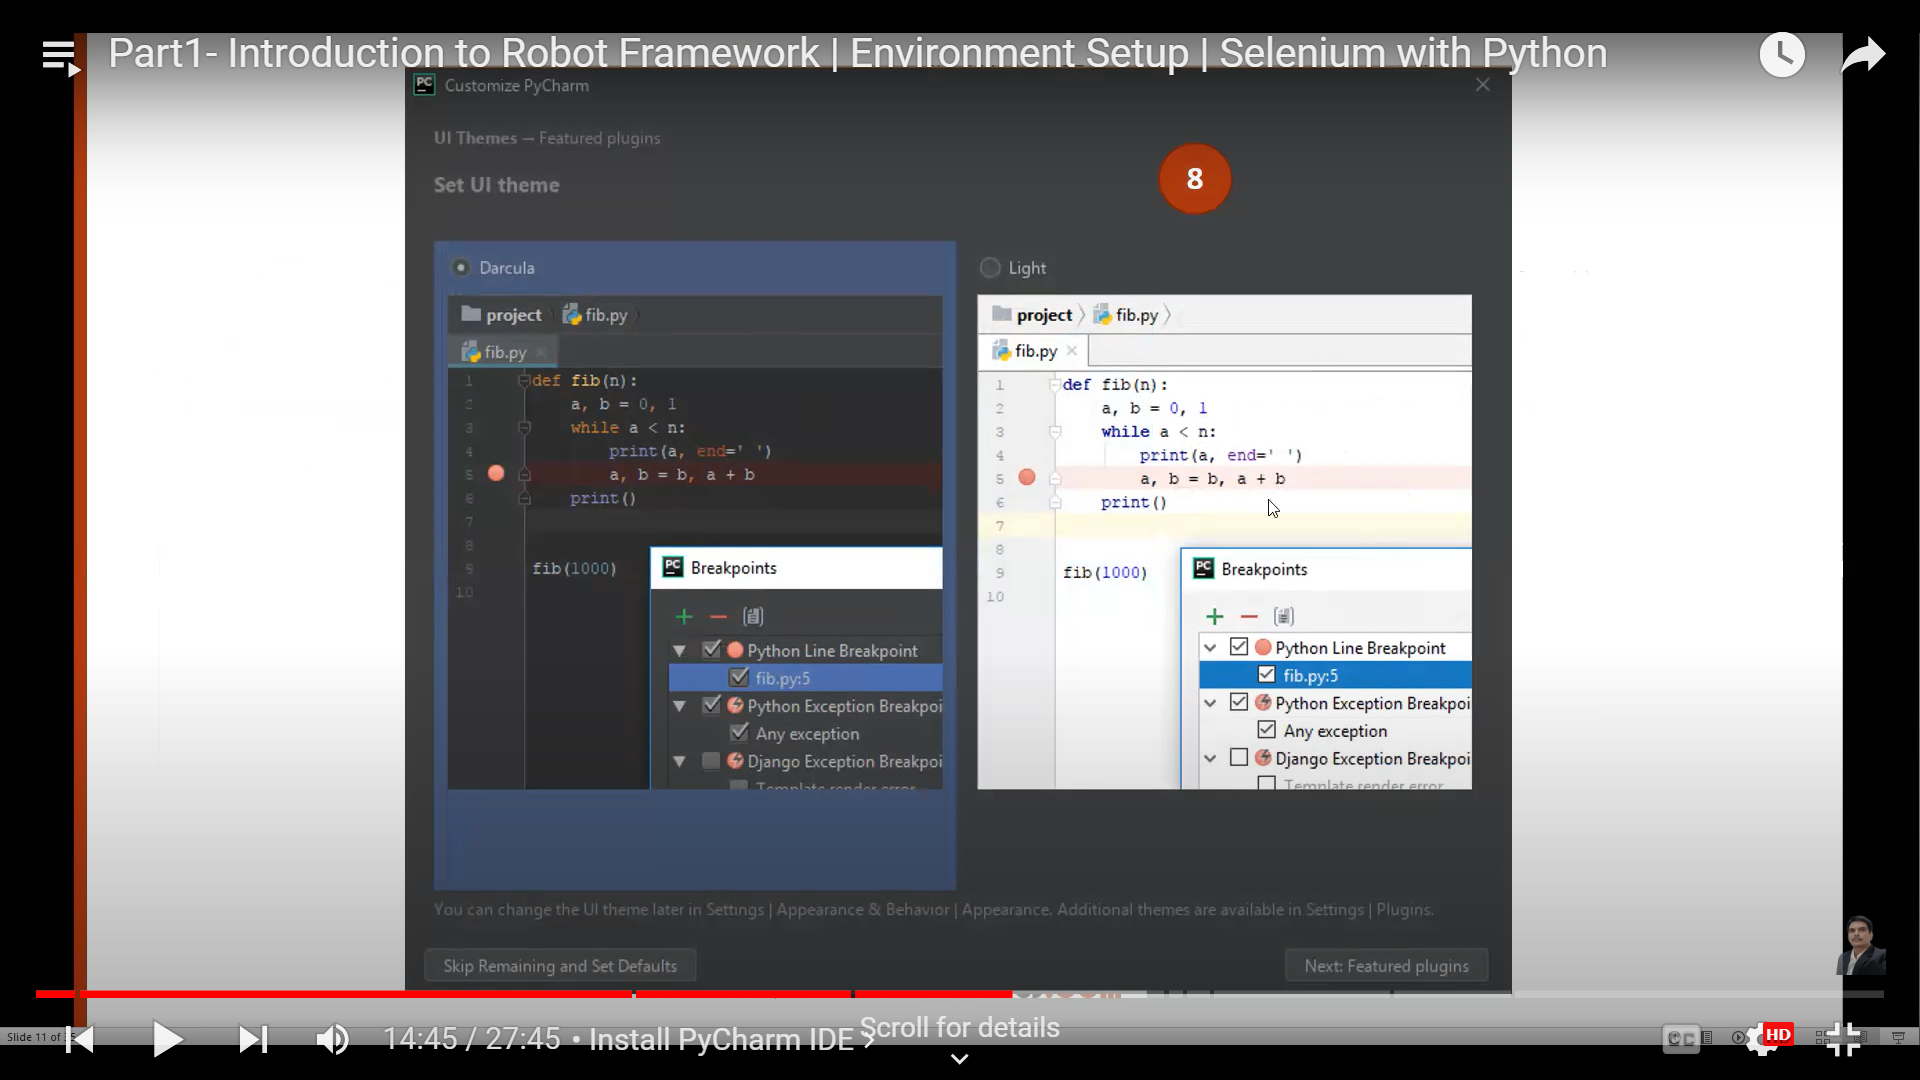 Part1- Introduction to Robot Framework | Environment Setup | Selenium with Python
PC Customize PyCharm
UI Themes — Featured plugins
Set UI theme
8
Darcula
project fib.py
fib.py
1 def fib(n):
2 a, b = 0, 1
3 while a < n:
4 print(a, end=' ')
5 a, b = b, a + b
6 print()
7
8
9 fib(1000)
10
PC Breakpoints
Python Line Breakpoint
fib.py:5
Python Exception Breakpoi
Any exception
Django Exception Breakpoi
Template render error
Light
project fib.py
fib.py
1 def fib(n):
2 a, b = 0, 1
3 while a < n:
4 print(a, end=' ')
5 a, b = b, a + b
6 print()
7
8
9 fib(1000)
10
PC Breakpoints
Python Line Breakpoint
fib.py:5
Python Exception Breakpoi
Any exception
Django Exception Breakpoi
Template render error
You can change the UI theme later in Settings | Appearance & Behavior | Appearance. Additional themes are available in Settings | Plugins.
Skip Remaining and Set Defaults
Next: Featured plugins
Slide 11 of
14:45 / 27:45 • Install PyCharm IDE
Scroll for details
CC
HD